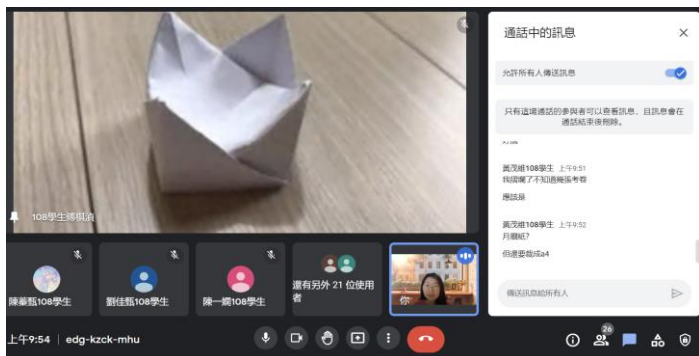 通話中的訊息
允許所有人傳送訊息
只有這場通話的參與者可以查看訊息，且訊息會在
通話結束後刪除。
黃茂維108學生 上午9:51
我摺爛了不知道幾張考卷
應該是
黃茂維108學生 上午9:52
月曆紙?
但還要裁成a4
傳送訊息給所有人
108學生
陳蓁甄108學生
劉佳甄108學生
陳一嫻108學生
還有另外 21 位使用
者
你
上午9:54 | edg-kzck-mhu
26